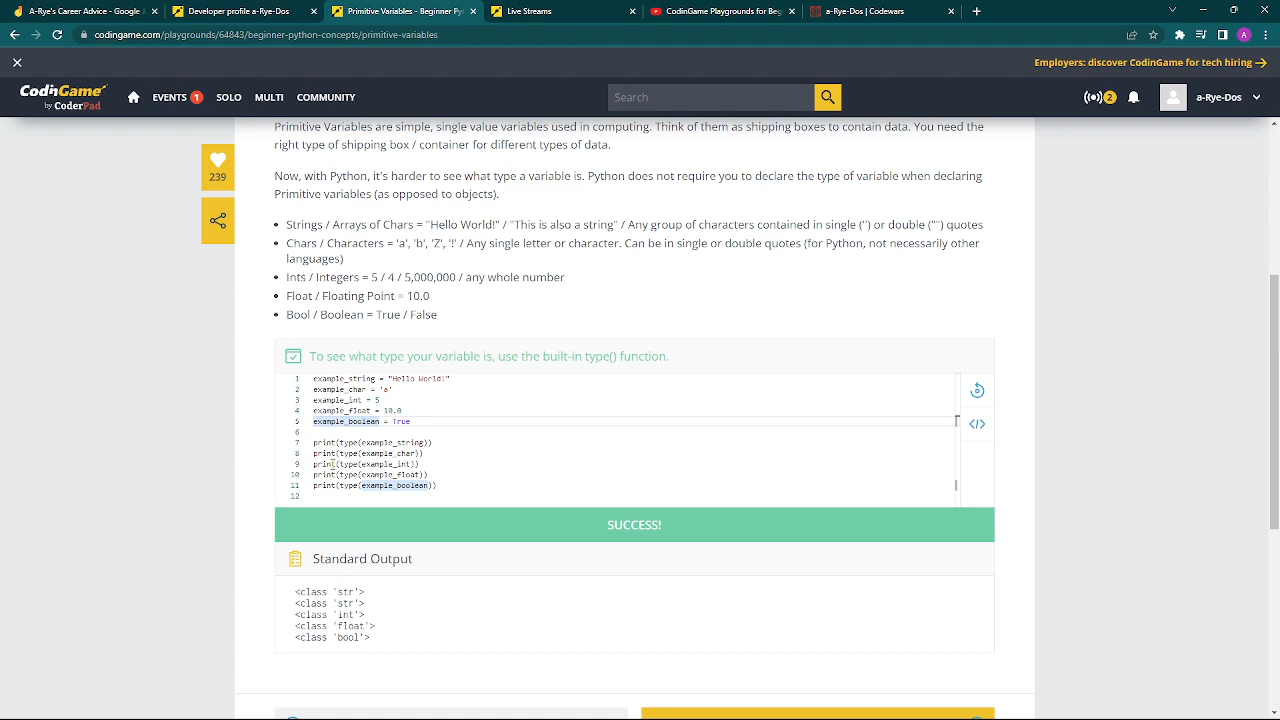 A-Rye's Career Advice - Google J
Developer profile a-Rye-Dos
Primitive Variables - Beginner Py
Live Streams
CodinGame Playgrounds for Beg
a-Rye-Dos | Codewars
codingame.com/playgrounds/64843/beginner-python-concepts/primitive-variables
A
Employers: discover CodinGame for tech hiring →
CodinGame
by CoderPad
EVENTS 1 SOLO MULTI COMMUNITY
Search
2
a-Rye-Dos
Primitive Variables are simple, single value variables used in computing. Think of them as shipping boxes to contain data. You need the
right type of shipping box / container for different types of data.
239
Now, with Python, it's harder to see what type a variable is. Python does not require you to declare the type of variable when declaring
Primitive variables (as opposed to objects).
• Strings / Arrays of Chars = "Hello World!" / "This is also a string" / Any group of characters contained in single ('') or double ("") quotes
• Chars / Characters = 'a', 'b', 'Z', '!' / Any single letter or character. Can be in single or double quotes (for Python, not necessarily other
languages)
• Ints / Integers = 5 / 4 / 5,000,000 / any whole number
• Float / Floating Point = 10.0
• Bool / Boolean = True / False
To see what type your variable is, use the built-in type() function.
1 example_string = "Hello World!"
2 example_char = 'a'
3 example_int = 5
4 example_float = 10.0
5 example_boolean = True
6
7 print(type(example_string))
8 print(type(example_char))
9 print(type(example_int))
10 print(type(example_float))
11 print(type(example_boolean))
12
SUCCESS!
Standard Output
<class 'str'>
<class 'str'>
<class 'int'>
<class 'float'>
<class 'bool'>